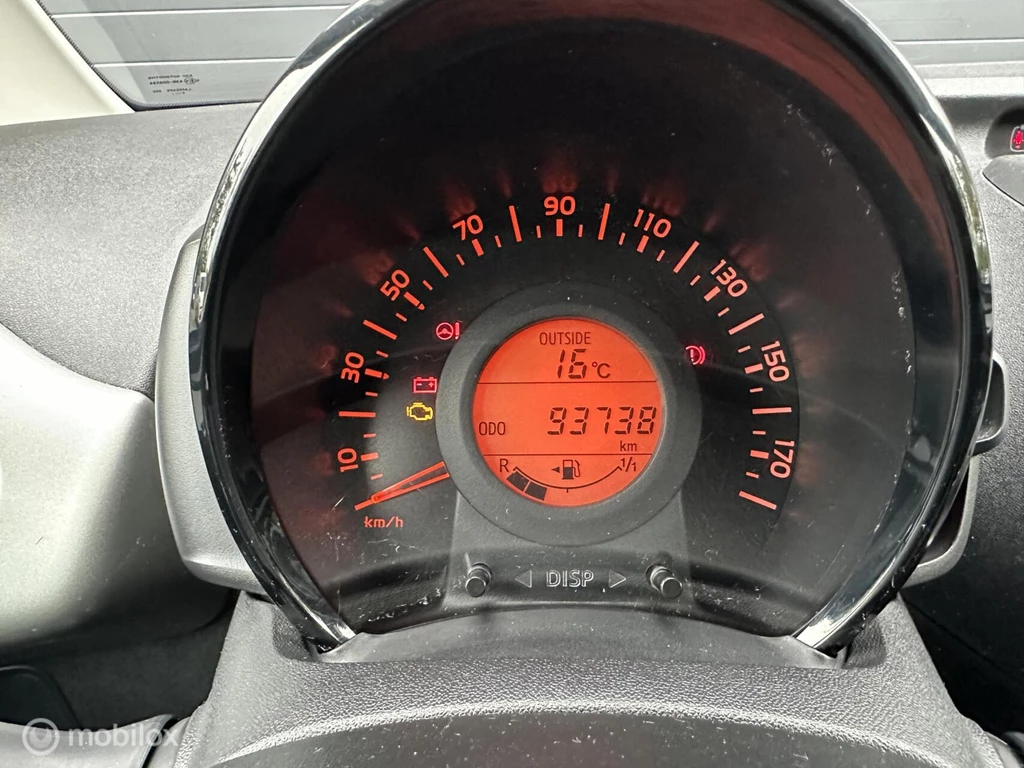 10
30
50
70
90
110
130
150
170
km/h
OUTSIDE
16 °C
ODO 93738
km
R 1/1
DISP
mobilox